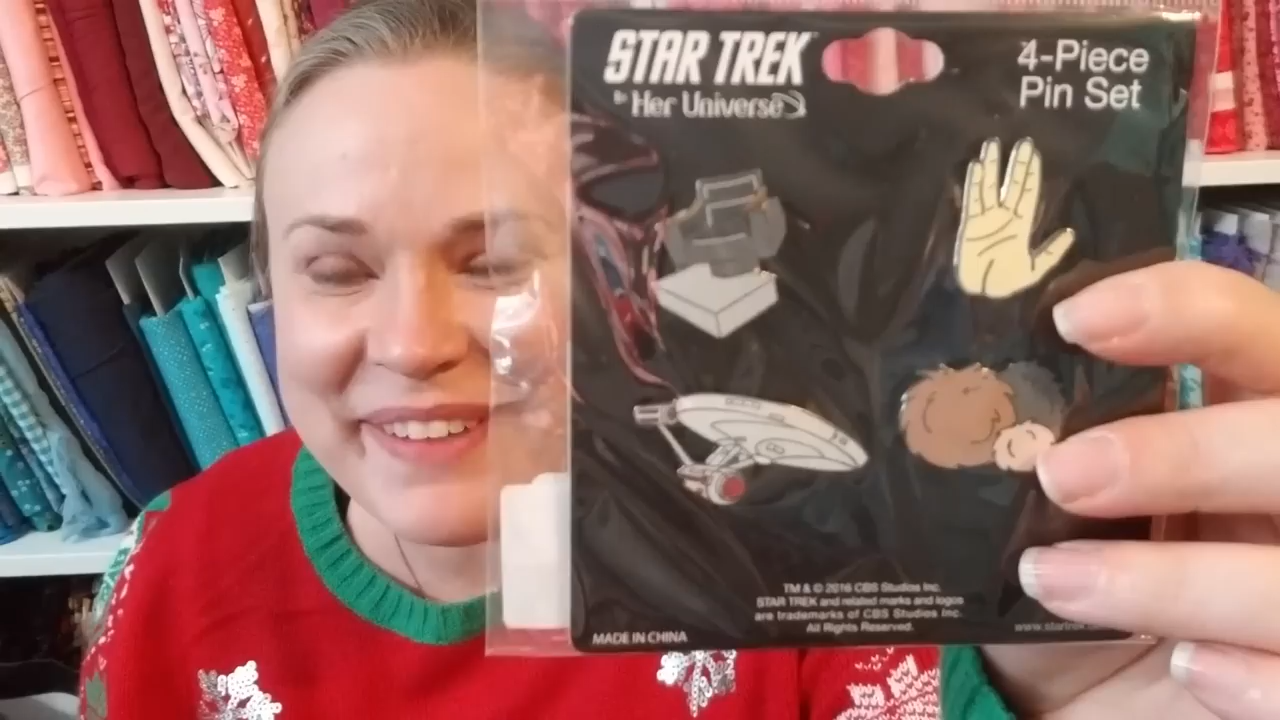 STAR TREK
By Her Universe
4-Piece
Pin Set
TM & © 2016 CBS Studios Inc.
STAR TREK and related marks and logos
are trademarks of CBS Studios Inc.
All Rights Reserved.
MADE IN CHINA